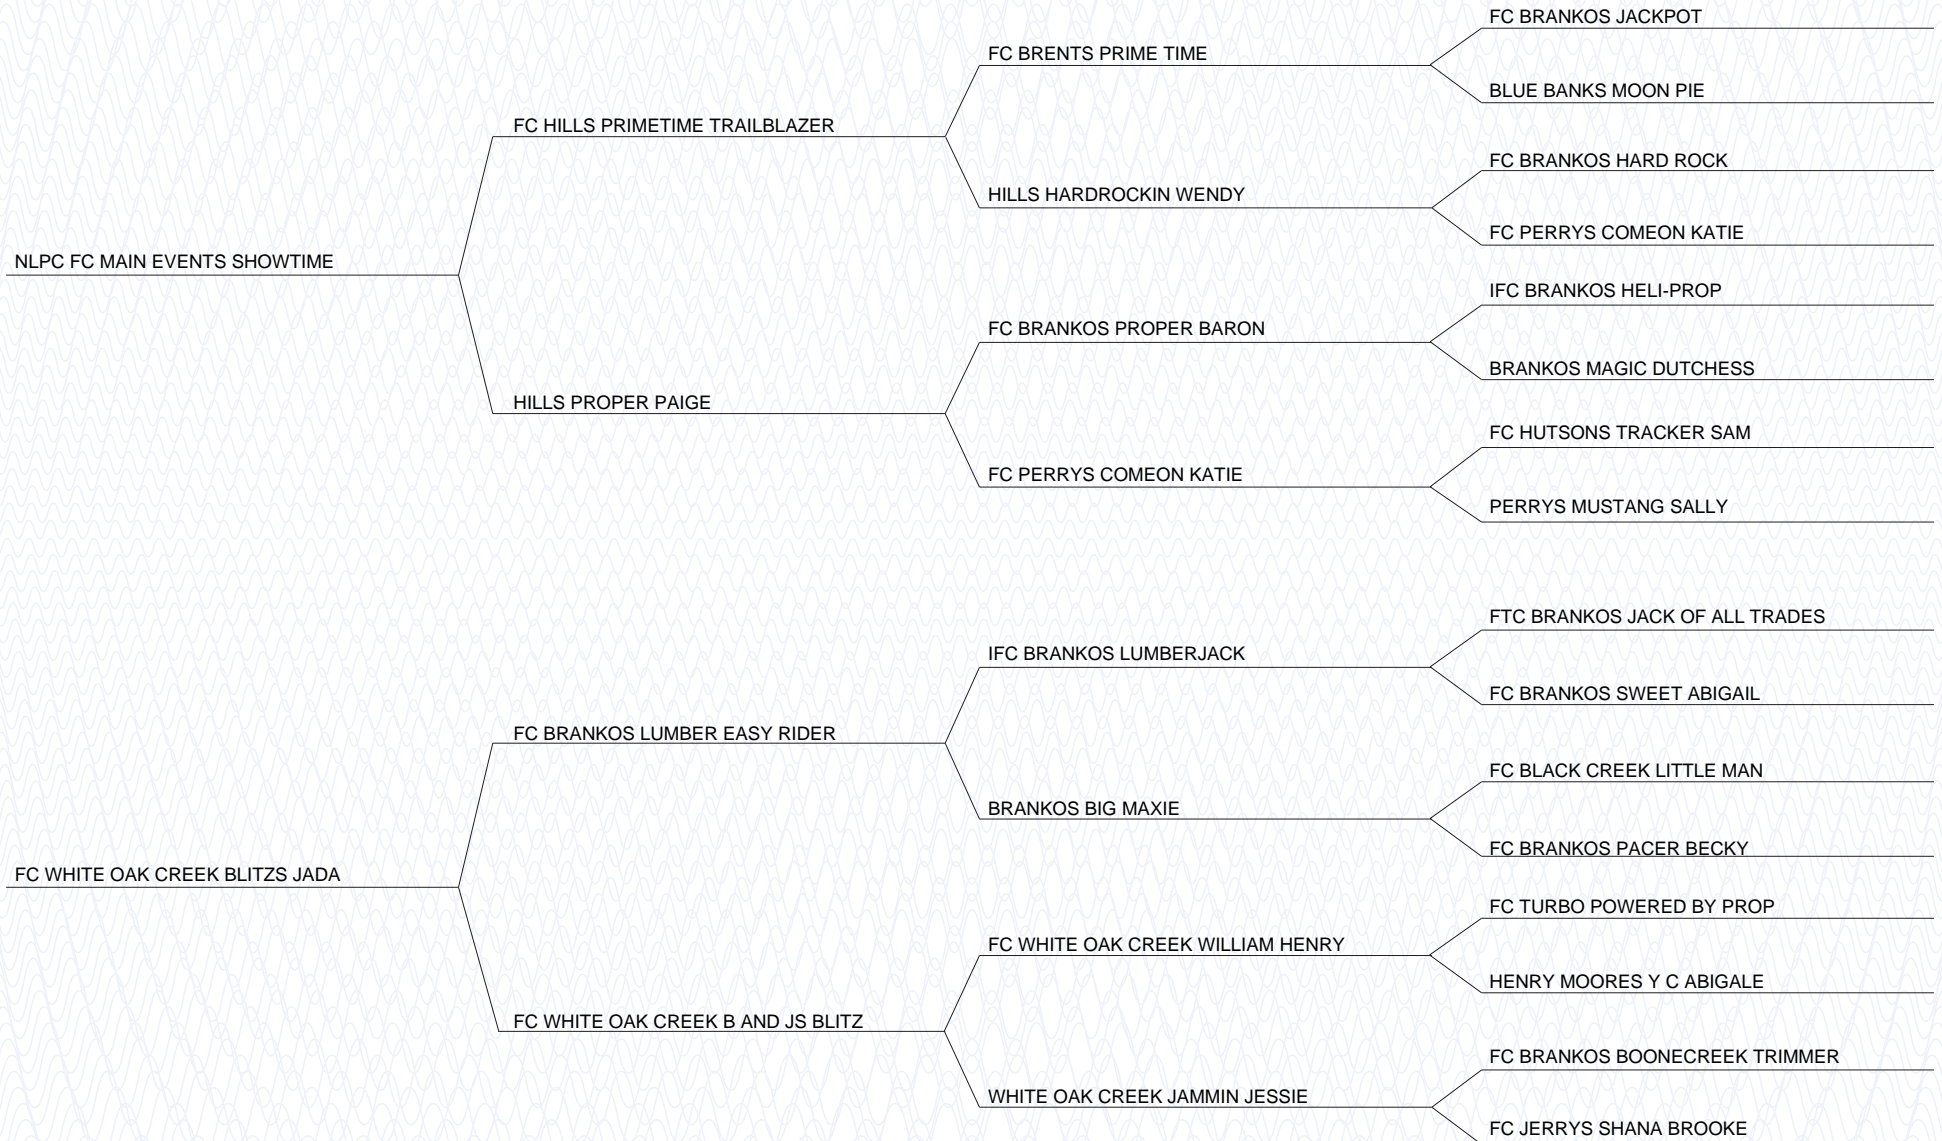 FC BRANKOS JACKPOT
FC BRENTS PRIME TIME
BLUE BANKS MOON PIE
FC HILLS PRIMETIME TRAILBLAZER
FC BRANKOS HARD ROCK
HILLS HARDROCKIN WENDY
FC PERRYS COMEON KATIE
NLPC FC MAIN EVENTS SHOWTIME
IFC BRANKOS HELI-PROP
FC BRANKOS PROPER BARON
BRANKOS MAGIC DUTCHESS
HILLS PROPER PAIGE
FC HUTSONS TRACKER SAM
FC PERRYS COMEON KATIE
PERRYS MUSTANG SALLY
FTC BRANKOS JACK OF ALL TRADES
IFC BRANKOS LUMBERJACK
FC BRANKOS SWEET ABIGAIL
FC BRANKOS LUMBER EASY RIDER
FC BLACK CREEK LITTLE MAN
BRANKOS BIG MAXIE
FC BRANKOS PACER BECKY
FC WHITE OAK CREEK BLITZS JADA
FC TURBO POWERED BY PROP
FC WHITE OAK CREEK WILLIAM HENRY
HENRY MOORES Y C ABIGALE
FC WHITE OAK CREEK B AND JS BLITZ
FC BRANKOS BOONECREEK TRIMMER
WHITE OAK CREEK JAMMIN JESSIE
FC JERRYS SHANA BROOKE